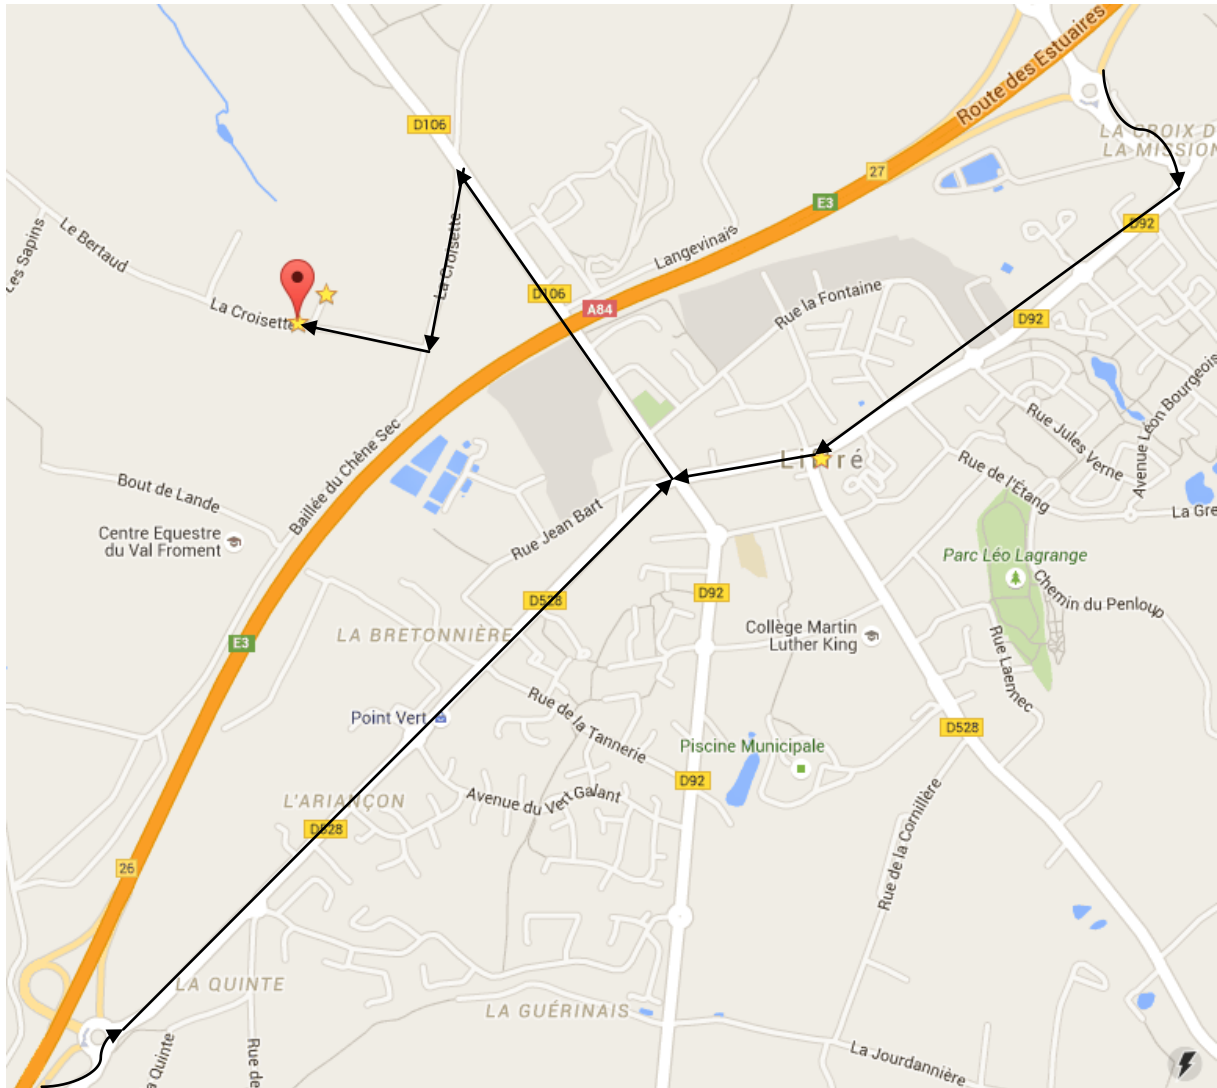 Route des Estuaires
D106
LA CROIX D
LA MISSION
27
E3
D92
Les Sapins
Le Bertaud
La Croisette
Langevinais
La Croisette
D106
A84
Rue la Fontaine
D92
Avenue Léon Bourgeois
Rue Jules Verne
Baillée du Chêne Sec
Liffré
Rue de l'Étang
Bout de Lande
La Gre
Rue Jean Bart
Centre Equestre
du Val Froment
Parc Léo Lagrange
Chemin du Penloup
D528
D92
LA BRETONNIÈRE
Collège Martin
Luther King
E3
Rue Laennec
Rue de la Tannerie
Point Vert
D528
Piscine Municipale
D92
Avenue du Vert Galant
L'ARIANÇON
D528
Rue de la Cornillère
26
LA QUINTE
LA GUÉRINAIS
a Quinte
Rue de
La Jourdannière